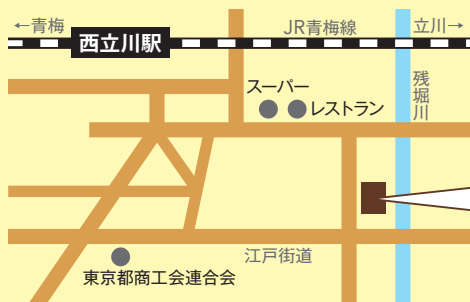 ←青梅
西立川駅
JR青梅線
立川→
残堀川
スーパー
レストラン
江戸街道
東京都商工会連合会